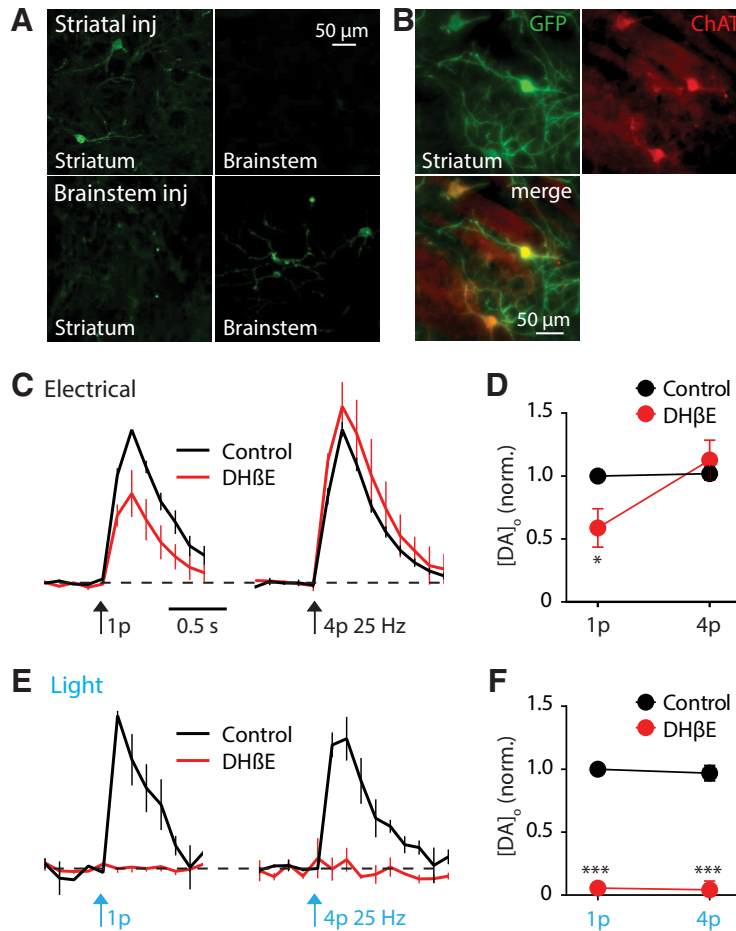 A
Striatal inj
50 µm
Striatum
Brainstem
Brainstem inj
Striatum
Brainstem
B
GFP
ChAT
Striatum
merge
50 µm
C Electrical
Control
DHβE
1p
0.5 s
4p 25 Hz
D
Control
DHβE
1.5
1.0
0.5
0
[DA]o (norm.)
*
1p
4p
E Light
Control
DHβE
1p
4p 25 Hz
F
Control
DHβE
1.5
1.0
0.5
0
[DA]o (norm.)
***
***
1p
4p